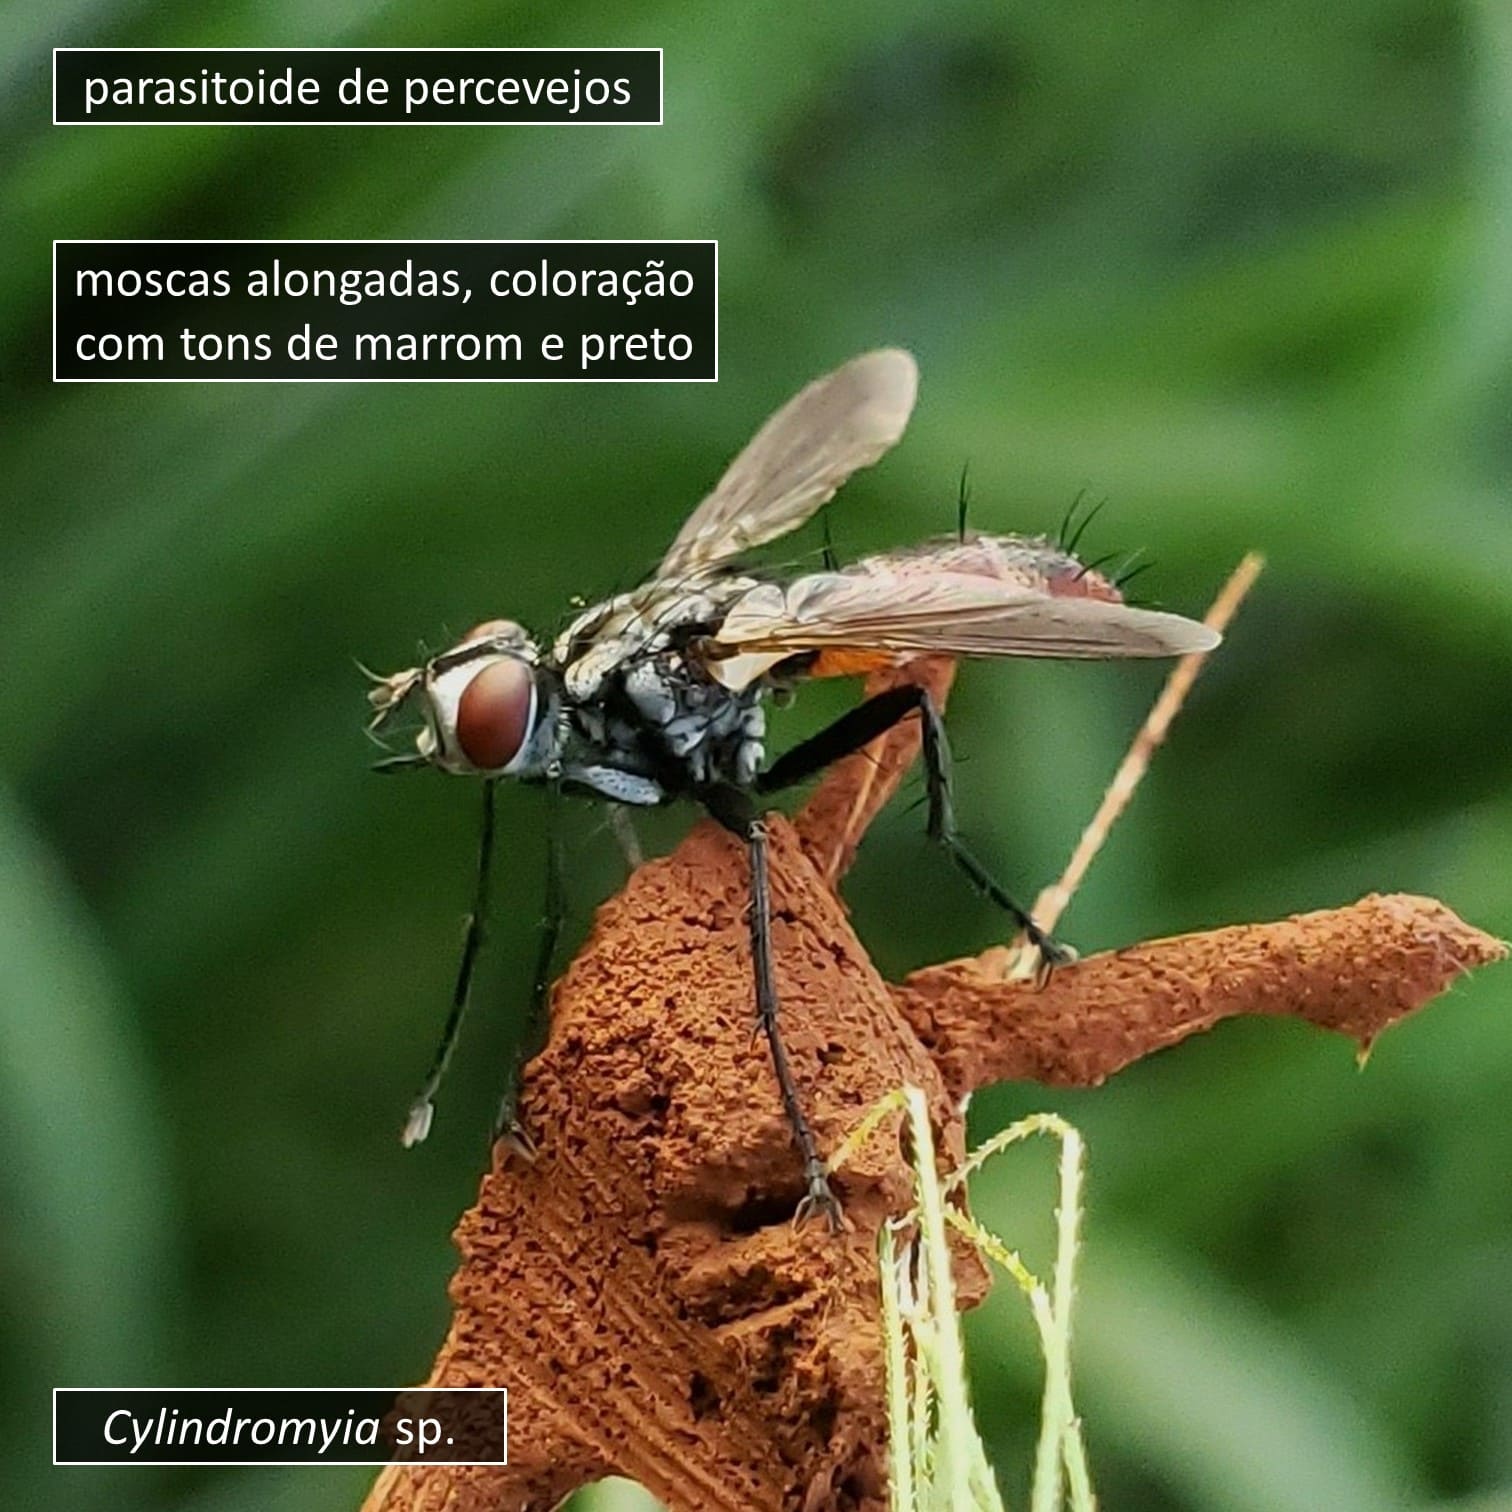 parasitoide de percevejos
moscas alongadas, coloração
com tons de marrom e preto
Cylindromyia sp.